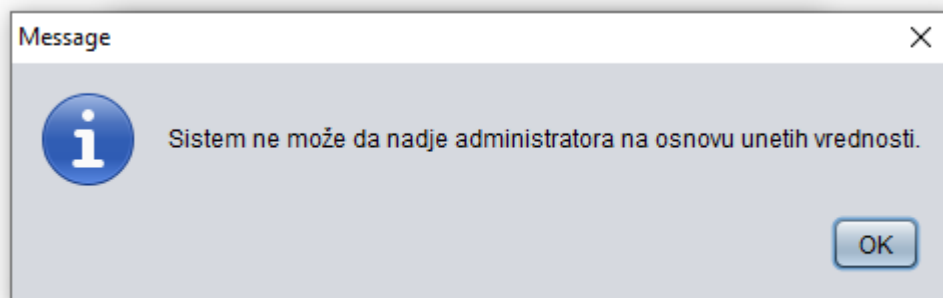 Message
Sistem ne može da nadje administratora na osnovu unetih vrednosti.
OK